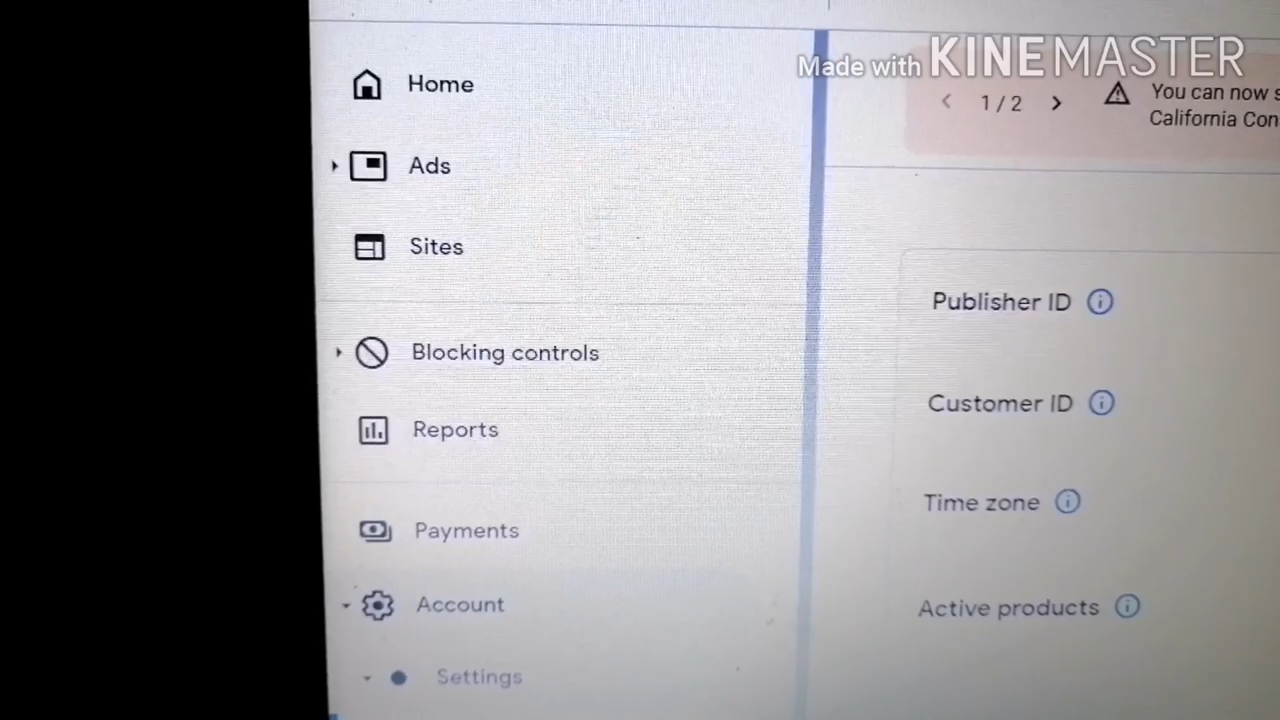 Made with KINEMASTER
Home
Ads
Sites
Blocking controls
Reports
Payments
Account
Settings
1 / 2
You can now s
California Con
Publisher ID
Customer ID
Time zone
Active products